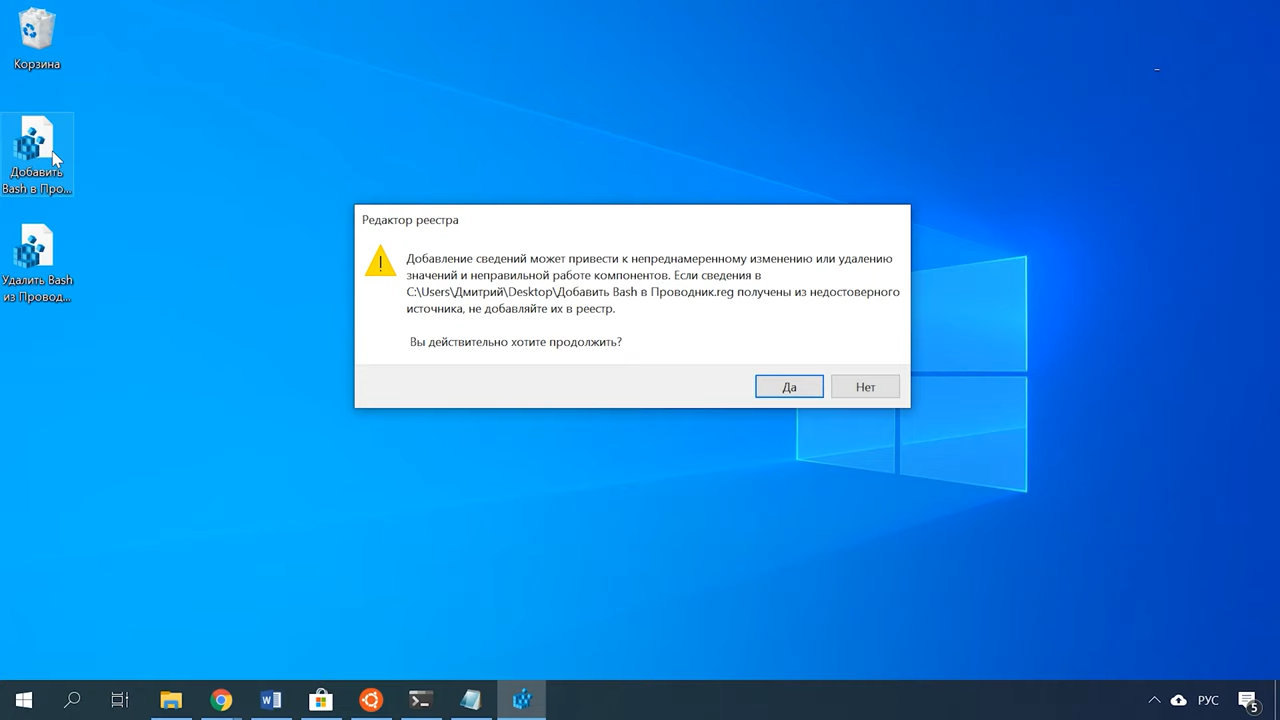 Корзина
Добавить
Bash в Про...
Удалить Bash
из Провод...
Редактор реестра
Добавление сведений может привести к непреднамеренному изменению или удалению
значений и неправильной работе компонентов. Если сведения в
C:\Users\Дмитрий\Desktop\Добавить Bash в Проводник.reg получены из недостоверного
источника, не добавляйте их в реестр.
Вы действительно хотите продолжить?
Да
Нет
РУС
5